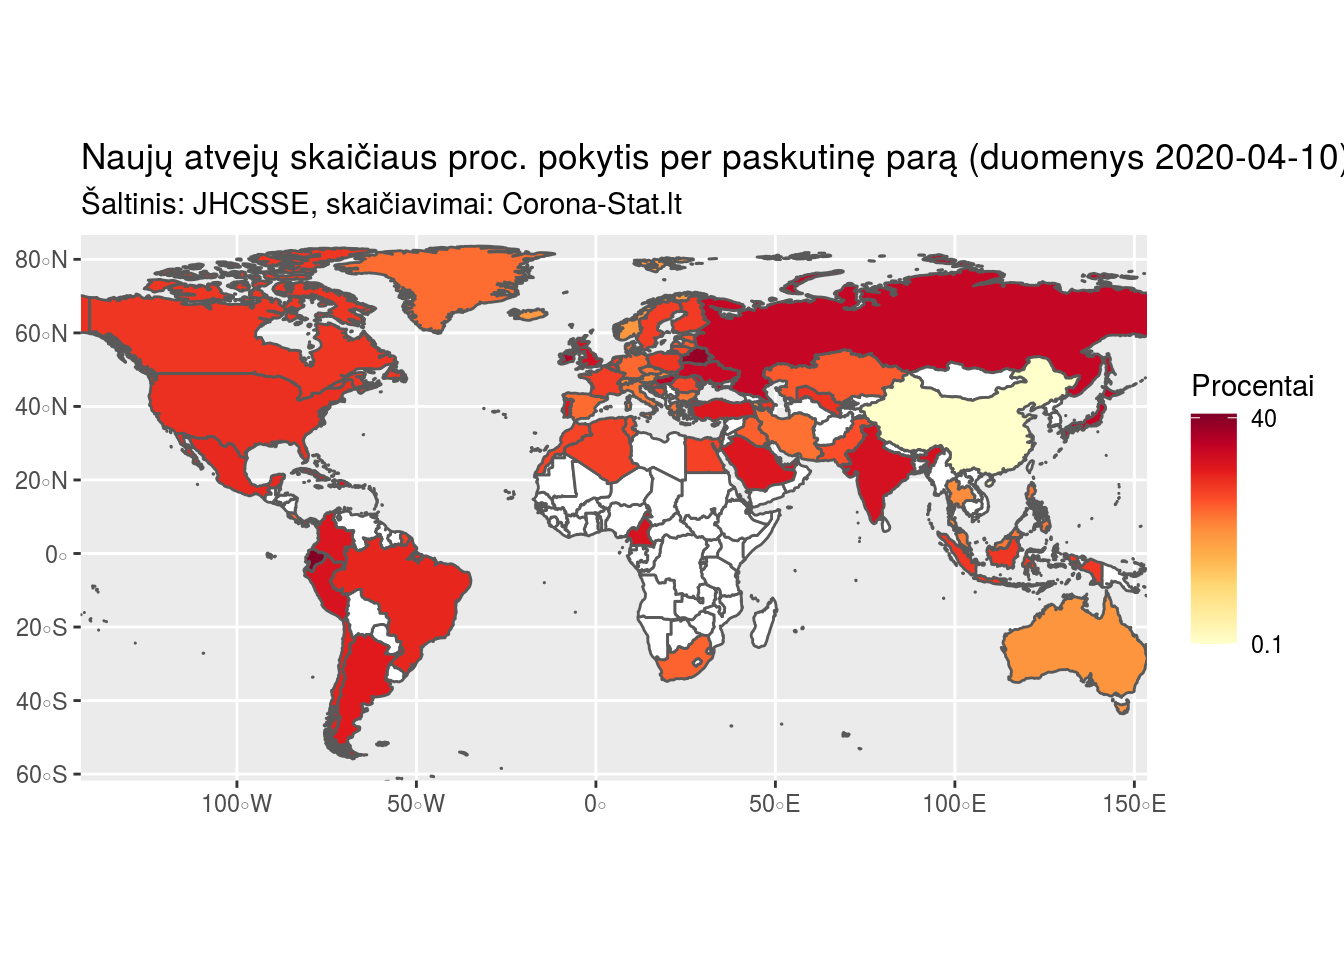 Naujų atvejų skaičiaus proc. pokytis per paskutinę parą (duomenys 2020-04-10)
Šaltinis: JHCSSE, skaičiavimai: Corona-Stat.lt
80°N
60°N
40°N
20°N
0°
20°S
40°S
60°S
100°W
50°W
0°
50°E
100°E
150°E
Procentai
40
0.1